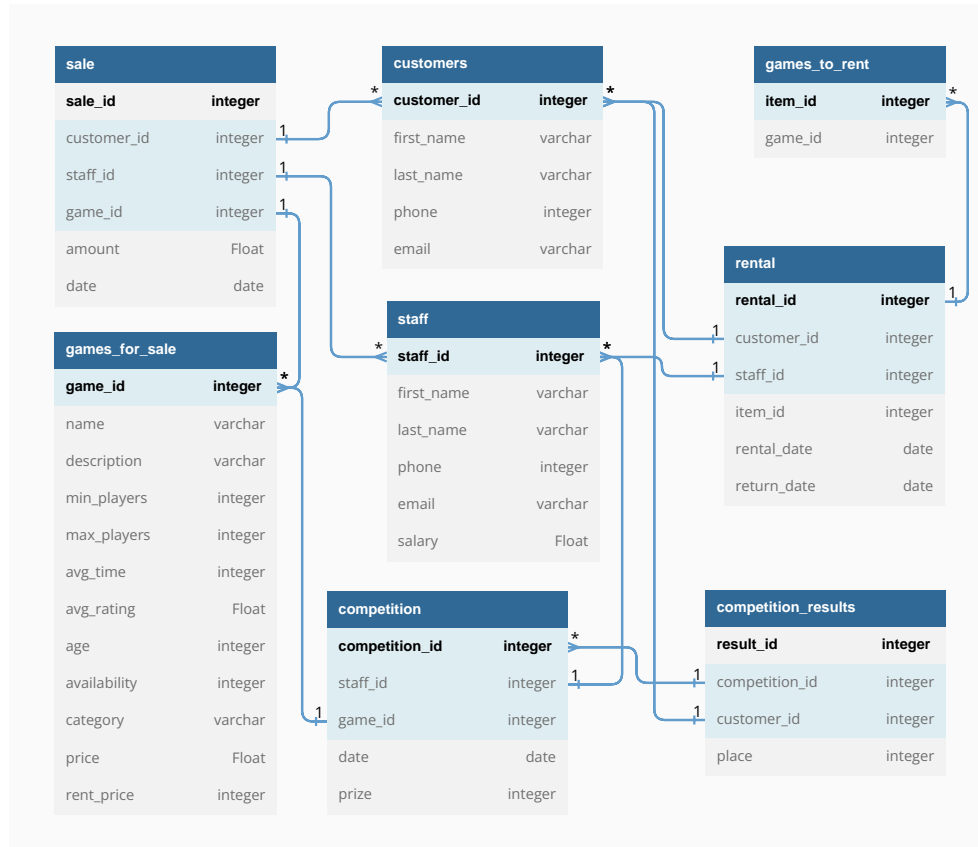 sale
sale_id integer
customer_id integer
staff_id integer
game_id integer
amount Float
date date
customers
customer_id integer
first_name varchar
last_name varchar
phone integer
email varchar
games_to_rent
item_id integer
game_id integer
rental
rental_id integer
customer_id integer
staff_id integer
item_id integer
rental_date date
return_date date
staff
staff_id integer
first_name varchar
last_name varchar
phone integer
email varchar
salary Float
games_for_sale
game_id integer
name varchar
description varchar
min_players integer
max_players integer
avg_time integer
avg_rating Float
age integer
availability integer
category varchar
price Float
rent_price integer
competition
competition_id integer
staff_id integer
game_id integer
date date
prize integer
competition_results
result_id integer
competition_id integer
customer_id integer
place integer
1
1
1
*
*
*
*
*
1
1
1
*
*
1
1
1
1